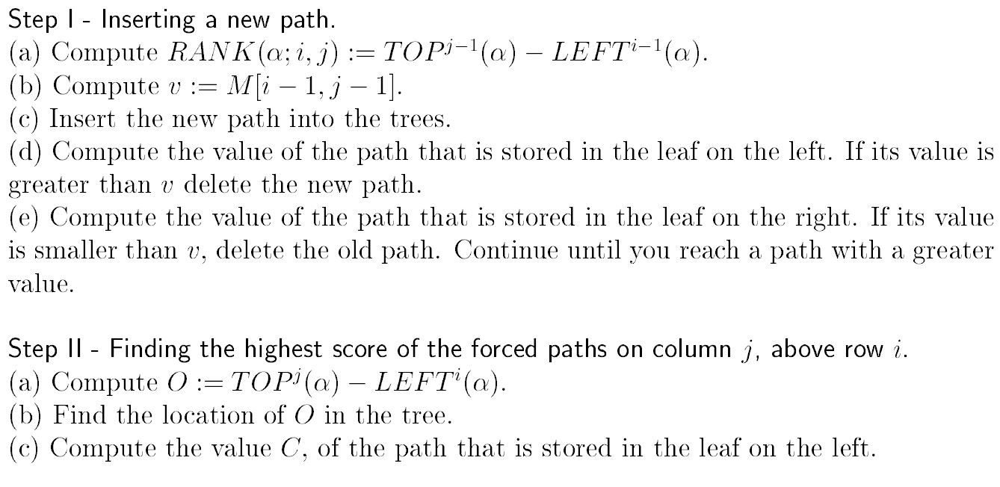 Step I - Inserting a new path.
(a) Compute RANK(α; i, j) := TOP^{j−1}(α) − LEFT^{i−1}(α).
(b) Compute v := M[i − 1, j − 1].
(c) Insert the new path into the trees.
(d) Compute the value of the path that is stored in the leaf on the left. If its value is
greater than v delete the new path.
(e) Compute the value of the path that is stored in the leaf on the right. If its value
is smaller than v, delete the old path. Continue until you reach a path with a greater
value.
Step II - Finding the highest score of the forced paths on column j, above row i.
(a) Compute O := TOP^j(α) − LEFT^i(α).
(b) Find the location of O in the tree.
(c) Compute the value C, of the path that is stored in the leaf on the left.